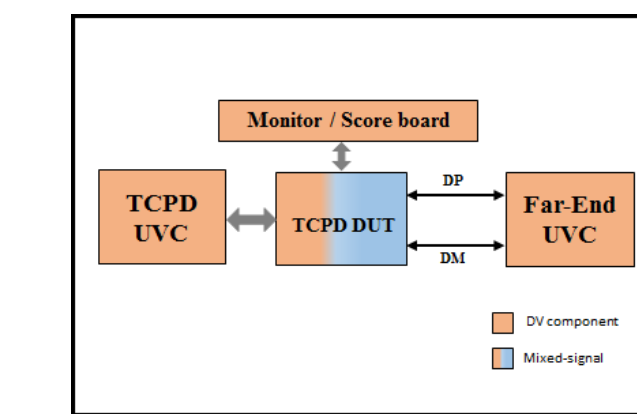 Monitor / Score board
TCPD
UVC
TCPD DUT
DP
DM
Far-End
UVC
DV component
Mixed-signal